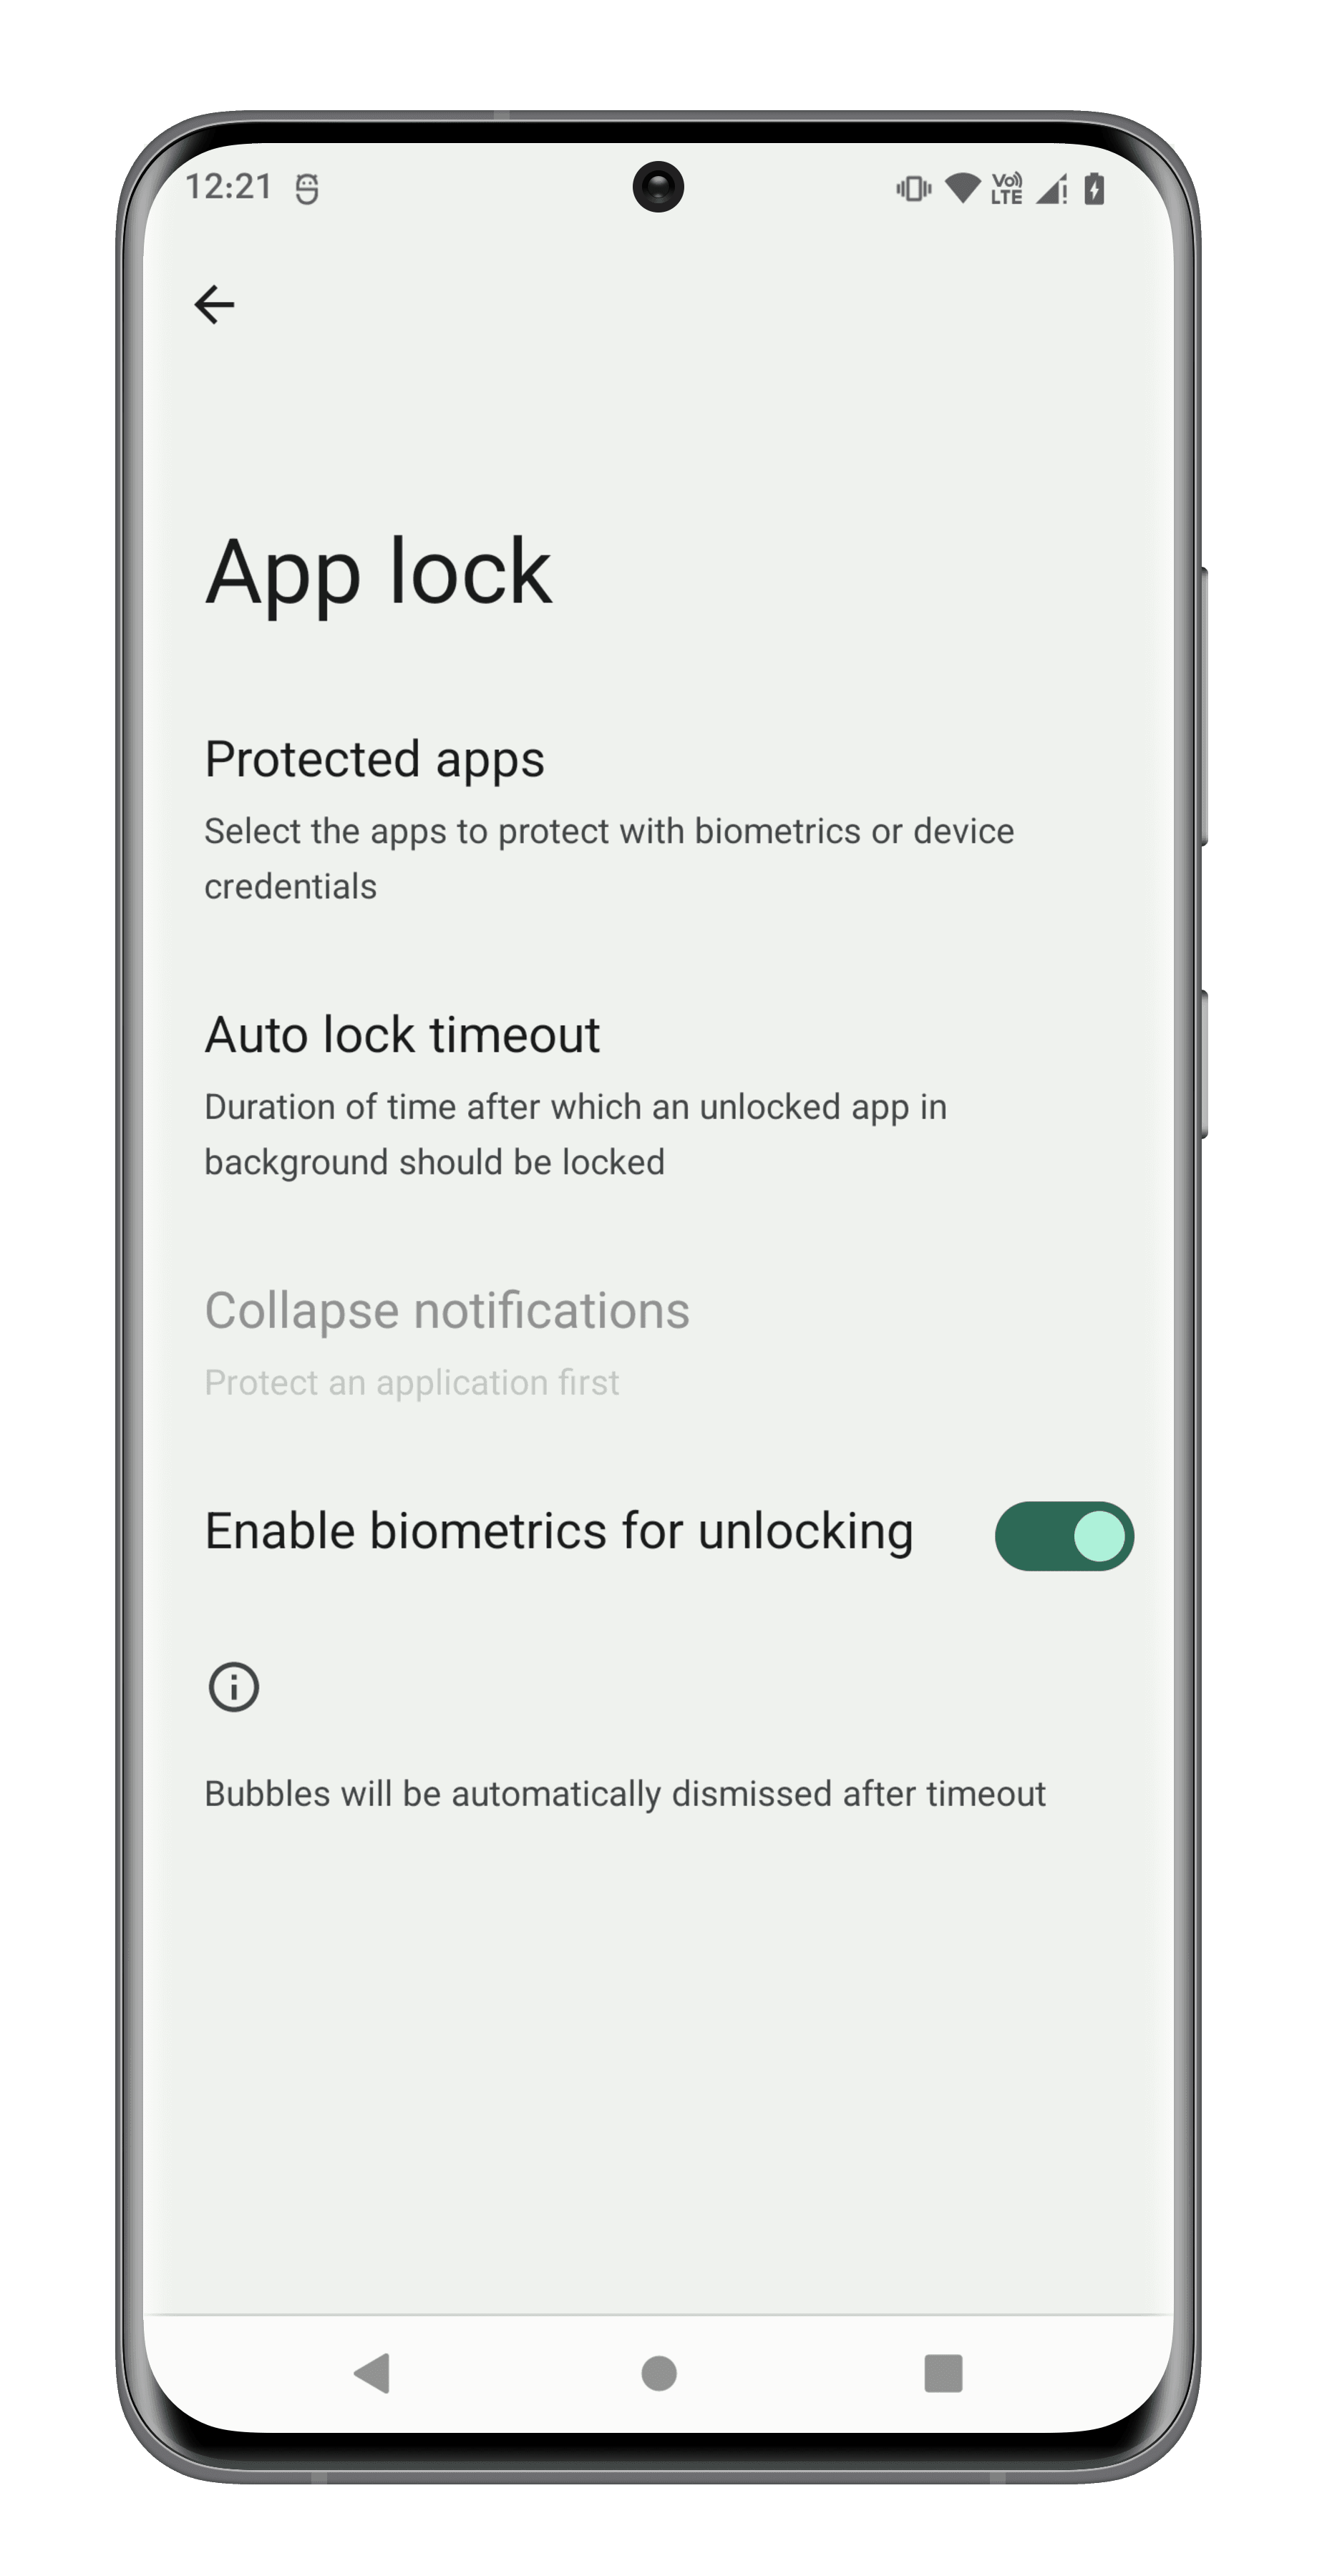 12:21
Vo)) LTE
App lock
Protected apps
Select the apps to protect with biometrics or device
credentials
Auto lock timeout
Duration of time after which an unlocked app in
background should be locked
Collapse notifications
Protect an application first
Enable biometrics for unlocking
Bubbles will be automatically dismissed after timeout